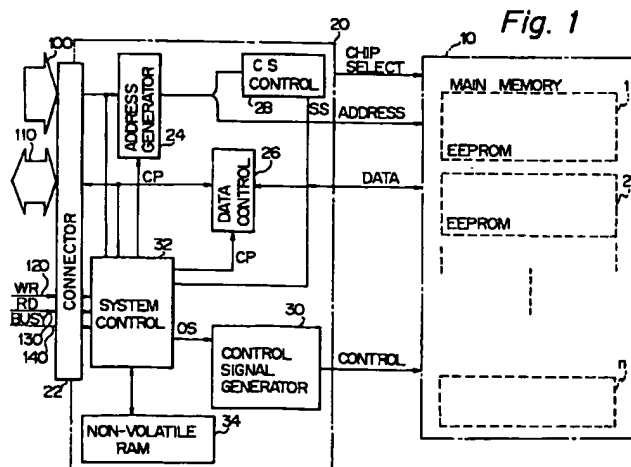 Fig. 1
20
10
100
CHIP
SELECT
C S
CONTROL
28
SS
ADDRESS
GENERATOR
24
ADDRESS
MAIN MEMORY
1
EEPROM
110
CP
26
DATA
CONTROL
DATA
2
EEPROM
CONNECTOR
32
CP
SYSTEM
CONTROL
WR
120
RD
BUSY
130
140
22
OS
30
CONTROL
SIGNAL
GENERATOR
CONTROL
n
NON-VOLATILE
RAM
34